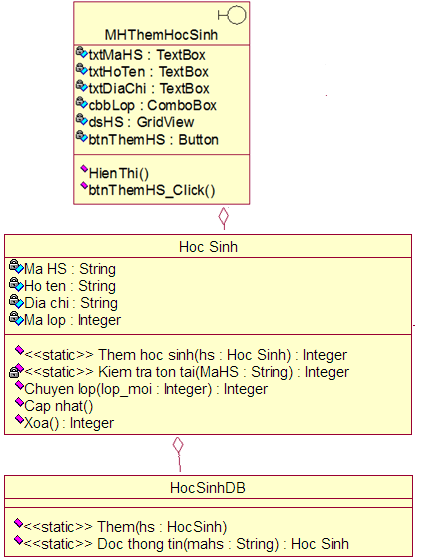 MHThemHocSinh
txtMaHS : TextBox
txtHoTen : TextBox
txtDiaChi : TextBox
cbbLop : ComboBox
dsHS : GridView
btnThemHS : Button
HienThi()
btnThemHS_Click()
Hoc Sinh
Ma HS : String
Ho ten : String
Dia chi : String
Ma lop : Integer
<<static>> Them hoc sinh(hs : Hoc Sinh) : Integer
<<static>> Kiem tra ton tai(MaHS : String) : Integer
Chuyen lop(lop_moi : Integer) : Integer
Cap nhat()
Xoa() : Integer
HocSinhDB
<<static>> Them(hs : HocSinh)
<<static>> Doc thong tin(mahs : String) : Hoc Sinh